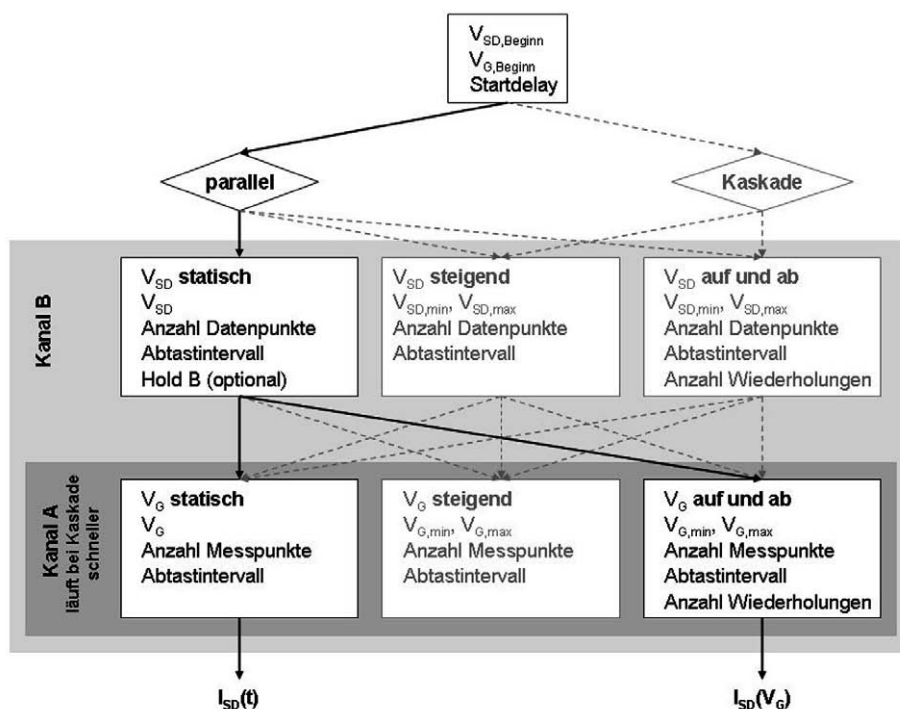 V_SD,Beginn
V_G,Beginn
Startdelay
parallel
Kaskade
Kanal B
V_SD statisch
V_SD
Anzahl Datenpunkte
Abtastintervall
Hold B (optional)
V_SD steigend
V_SD,min, V_SD,max
Anzahl Datenpunkte
Abtastintervall
V_SD auf und ab
V_SD,min, V_SD,max
Anzahl Datenpunkte
Abtastintervall
Anzahl Wiederholungen
Kanal A
läuft bei Kaskade
schneller
V_G statisch
V_G
Anzahl Messpunkte
Abtastintervall
V_G steigend
V_G,min, V_G,max
Anzahl Messpunkte
Abtastintervall
V_G auf und ab
V_G,min, V_G,max
Anzahl Messpunkte
Abtastintervall
Anzahl Wiederholungen
I_SD(t)
I_SD(V_G)